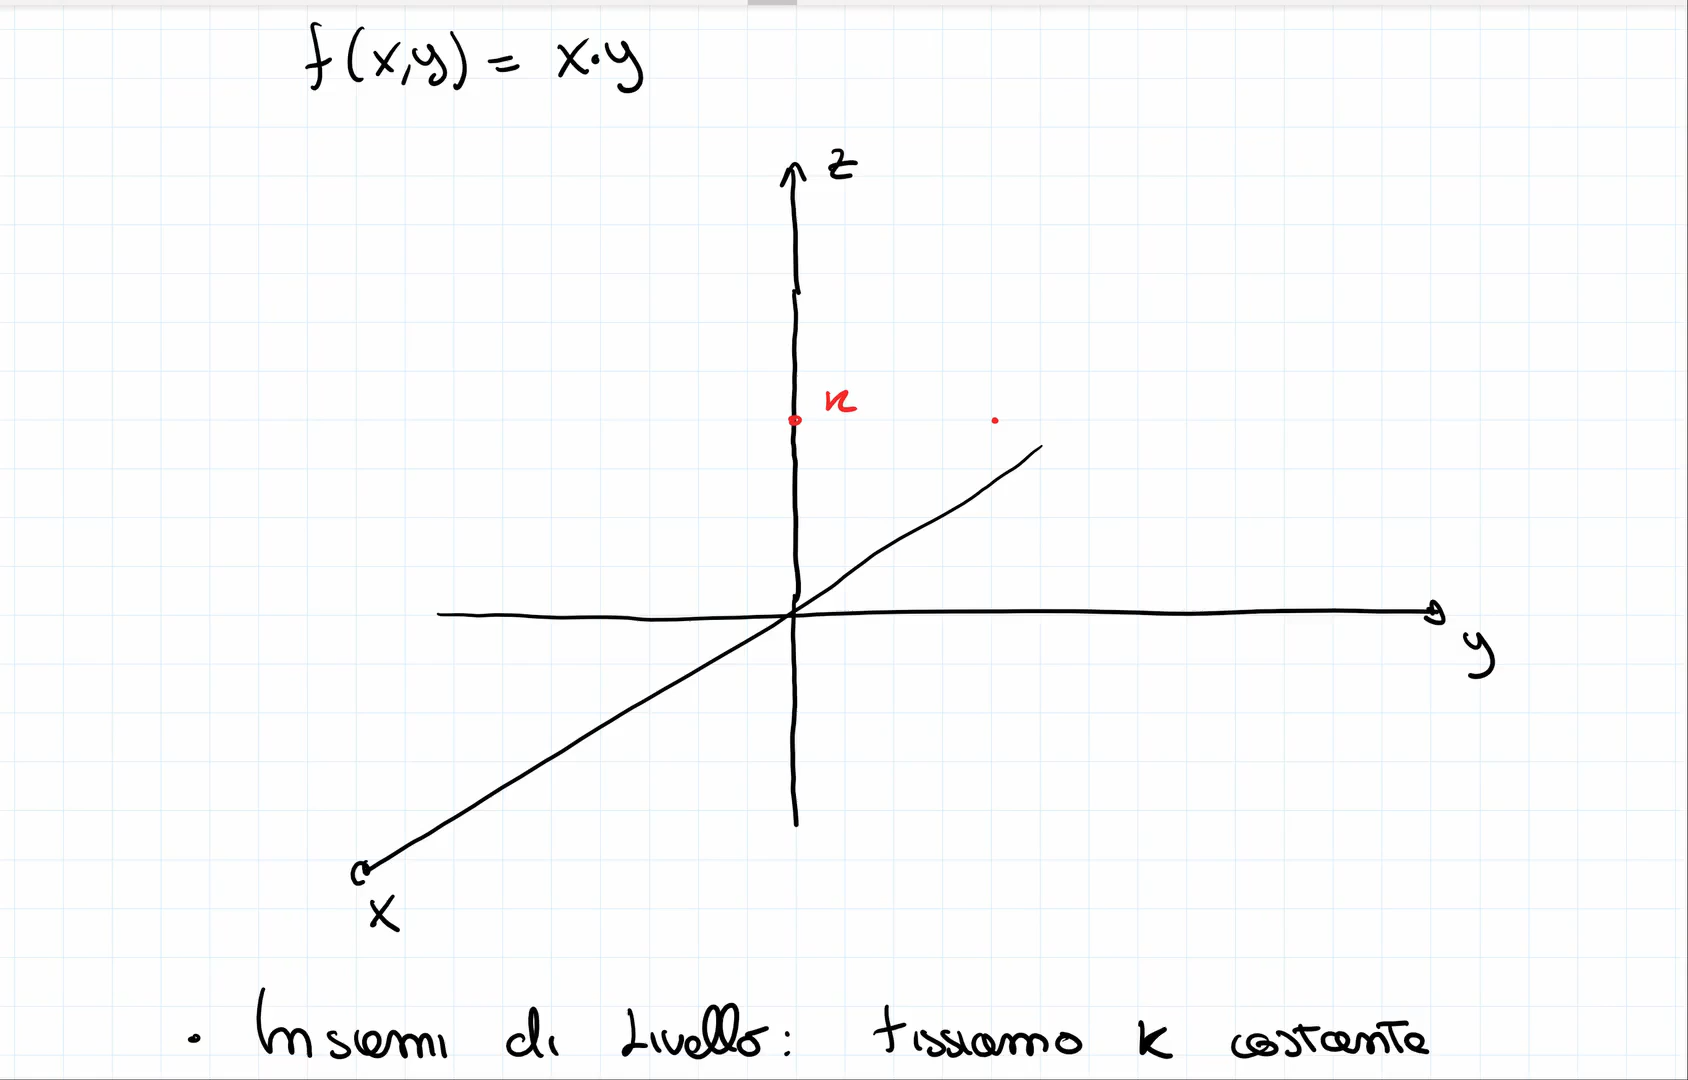 f(x,y) = x·y
z
k
y
x
• Insiemi di Livello: fissiamo k costante